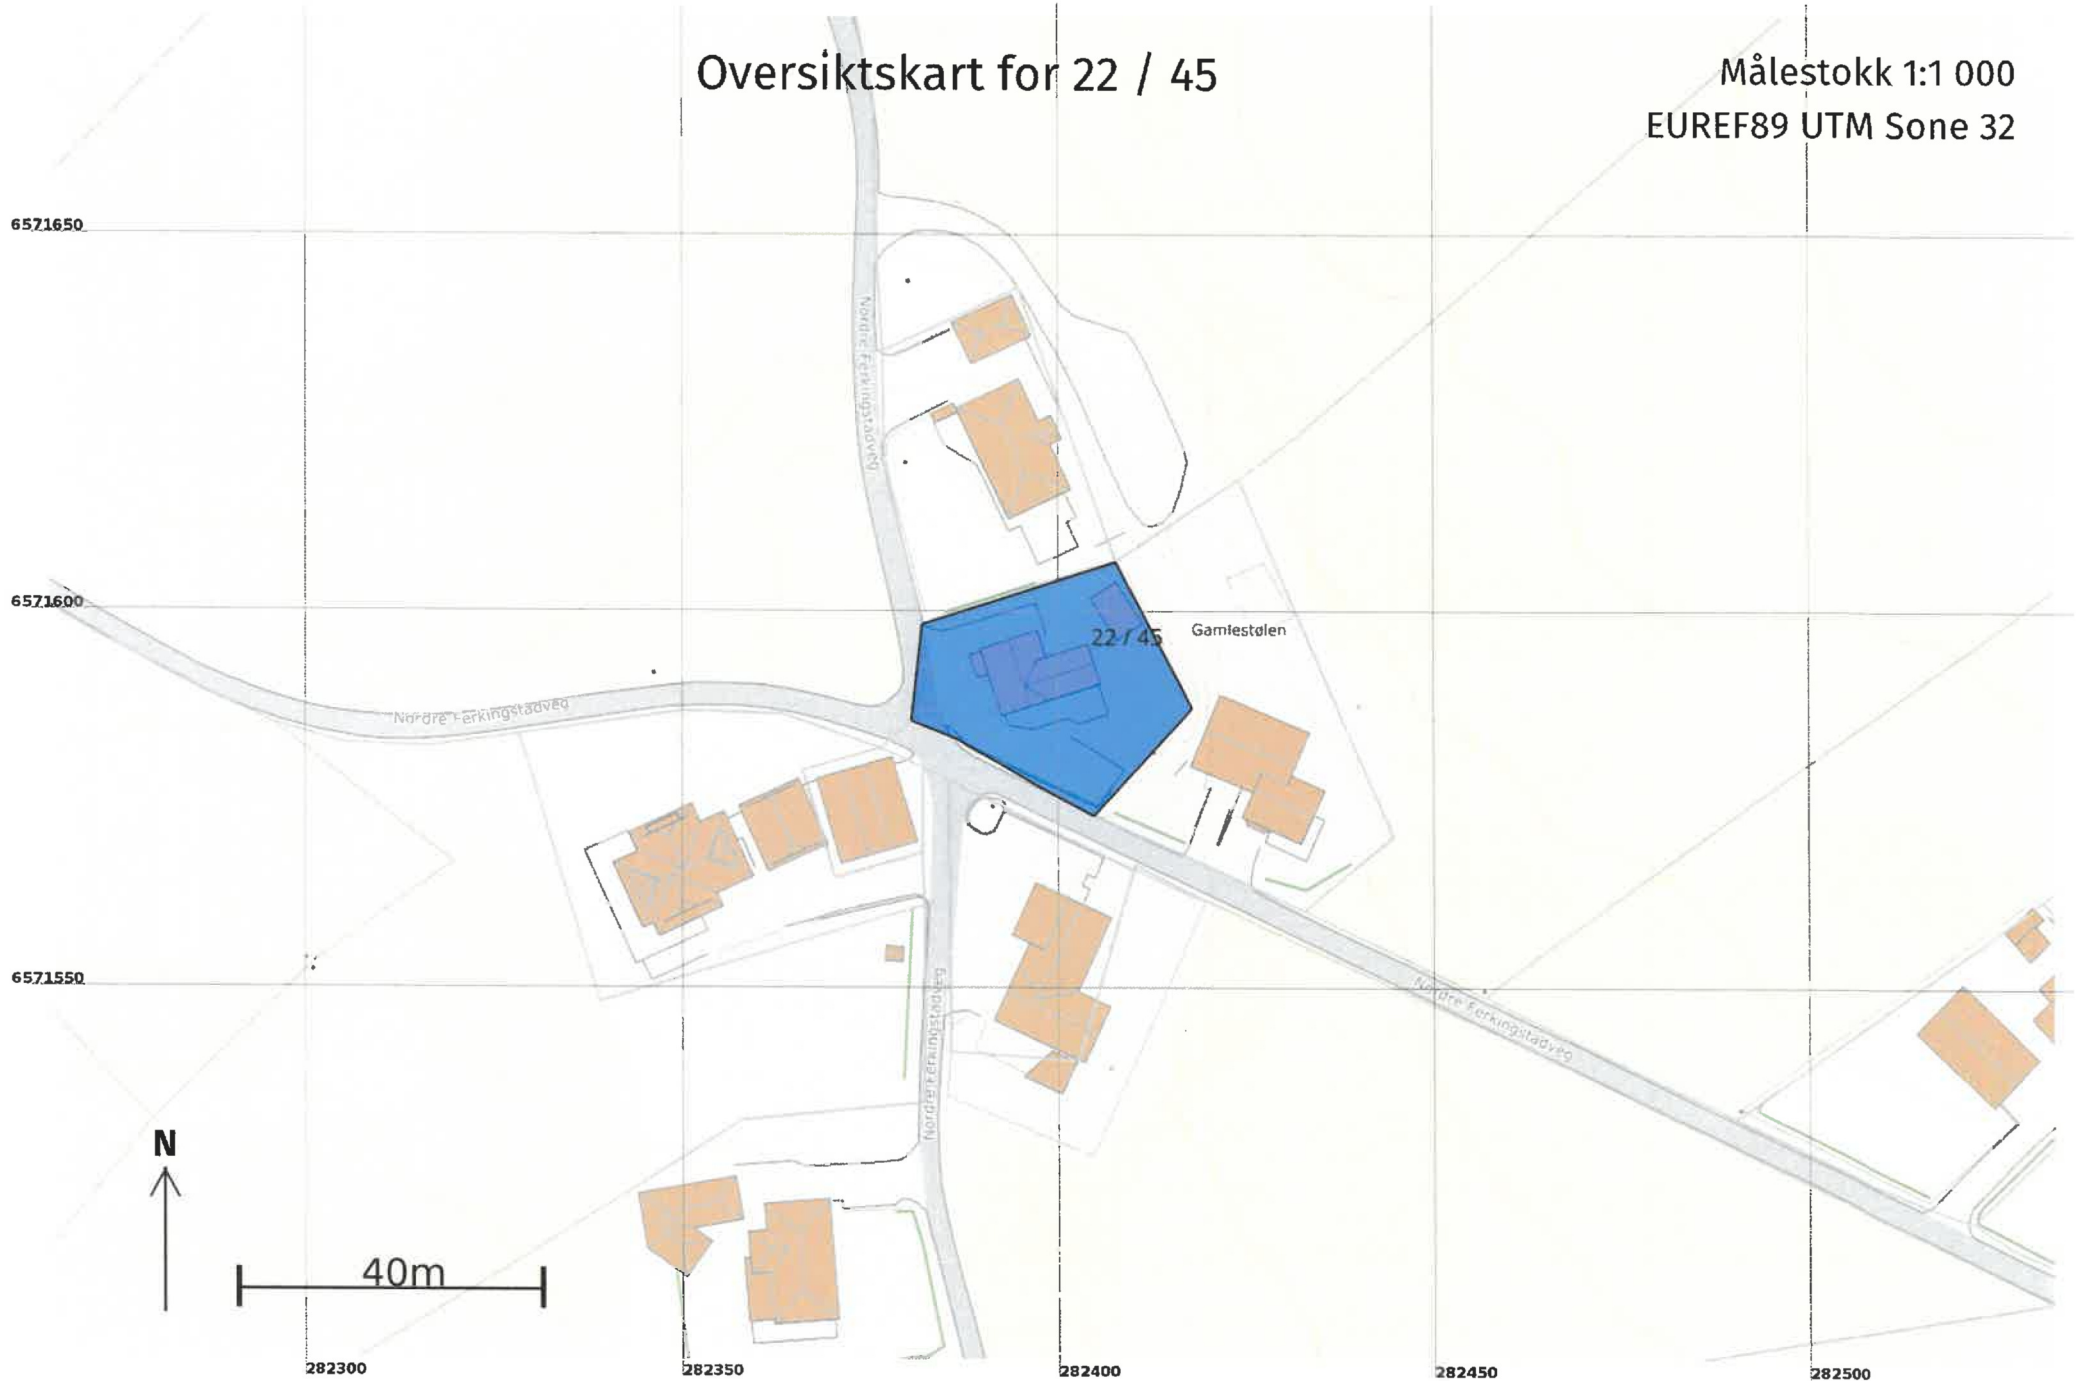 Oversiktskart for 22 / 45
Målestokk 1:1 000
EUREF89 UTM Sone 32
6571650
Nordre Ferkingstadveg
6571600
22 / 45
Gamlestølen
Nordre Ferkingstadveg
6571550
Nordre Ferkingstadveg
Nordre Ferkingstadveg
N
40m
282300
282350
282400
282450
282500